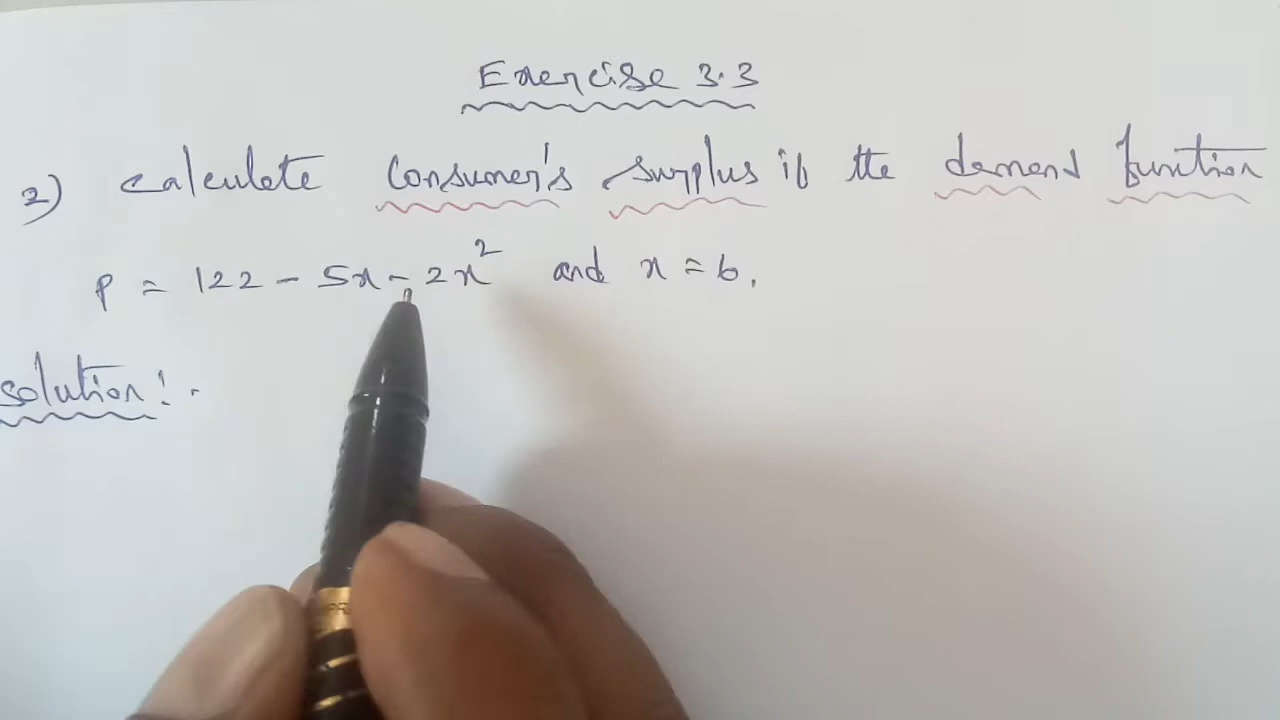 Exercise 3.3
2) Calculate Consumer's surplus if the demand function
P = 122 - 5x - 2x² and x = 6.
Solution:-